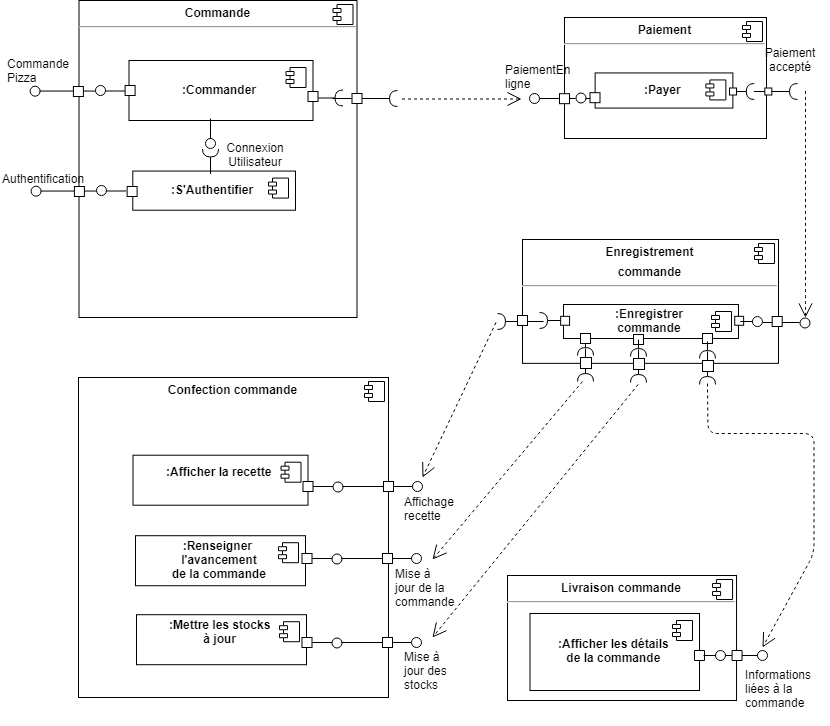 Commande
Commande
Pizza
:Commander
Connexion
Utilisateur
Authentification
:S'Authentifier
Paiement
PaiementEn
ligne
:Payer
Paiement
accepté
Enregistrement
commande
:Enregistrer
commande
Confection commande
:Afficher la recette
Affichage
recette
:Renseigner
l'avancement
de la commande
Mise à
jour de la
commande
:Mettre les stocks
à jour
Mise à
jour des
stocks
Livraison commande
:Afficher les détails
de la commande
Informations
liées à la
commande